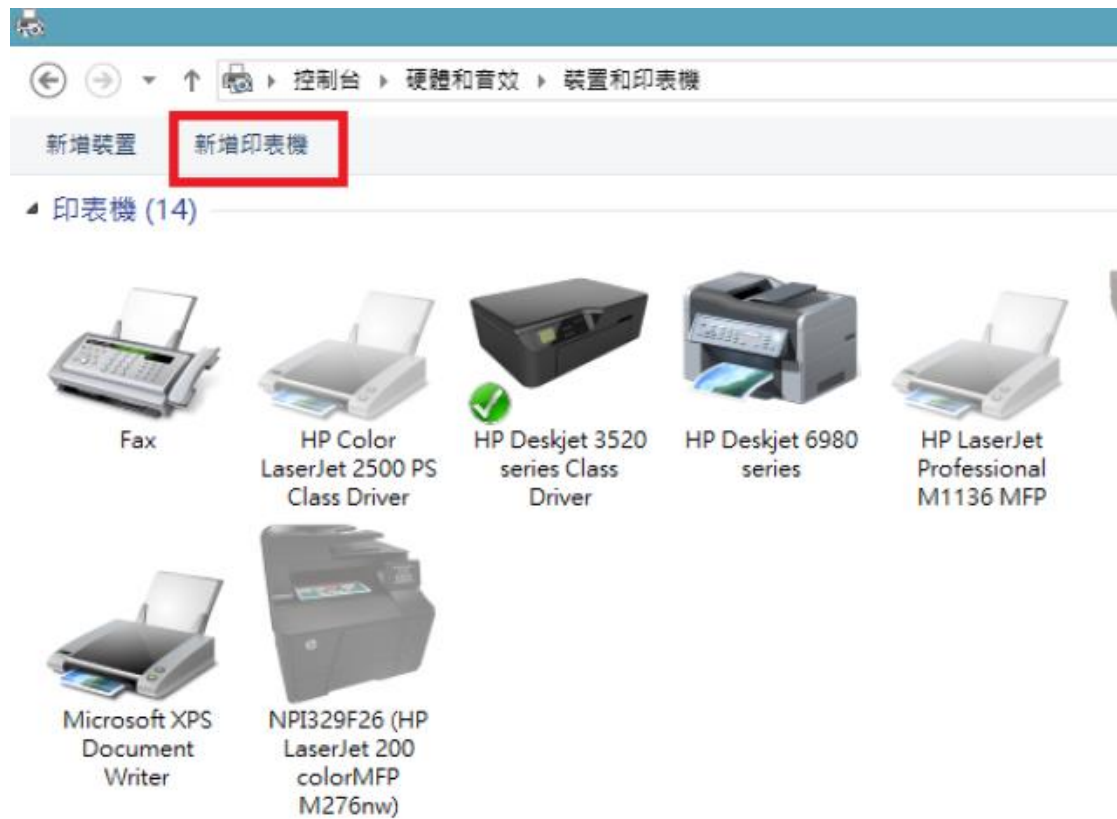 控制台 ▸ 硬體和音效 ▸ 裝置和印表機
新增裝置 新增印表機
印表機 (14)
Fax
HP Color
LaserJet 2500 PS
Class Driver
HP Deskjet 3520
series Class
Driver
HP Deskjet 6980
series
HP LaserJet
Professional
M1136 MFP
Microsoft XPS
Document
Writer
NPI329F26 (HP
LaserJet 200
colorMFP
M276nw)